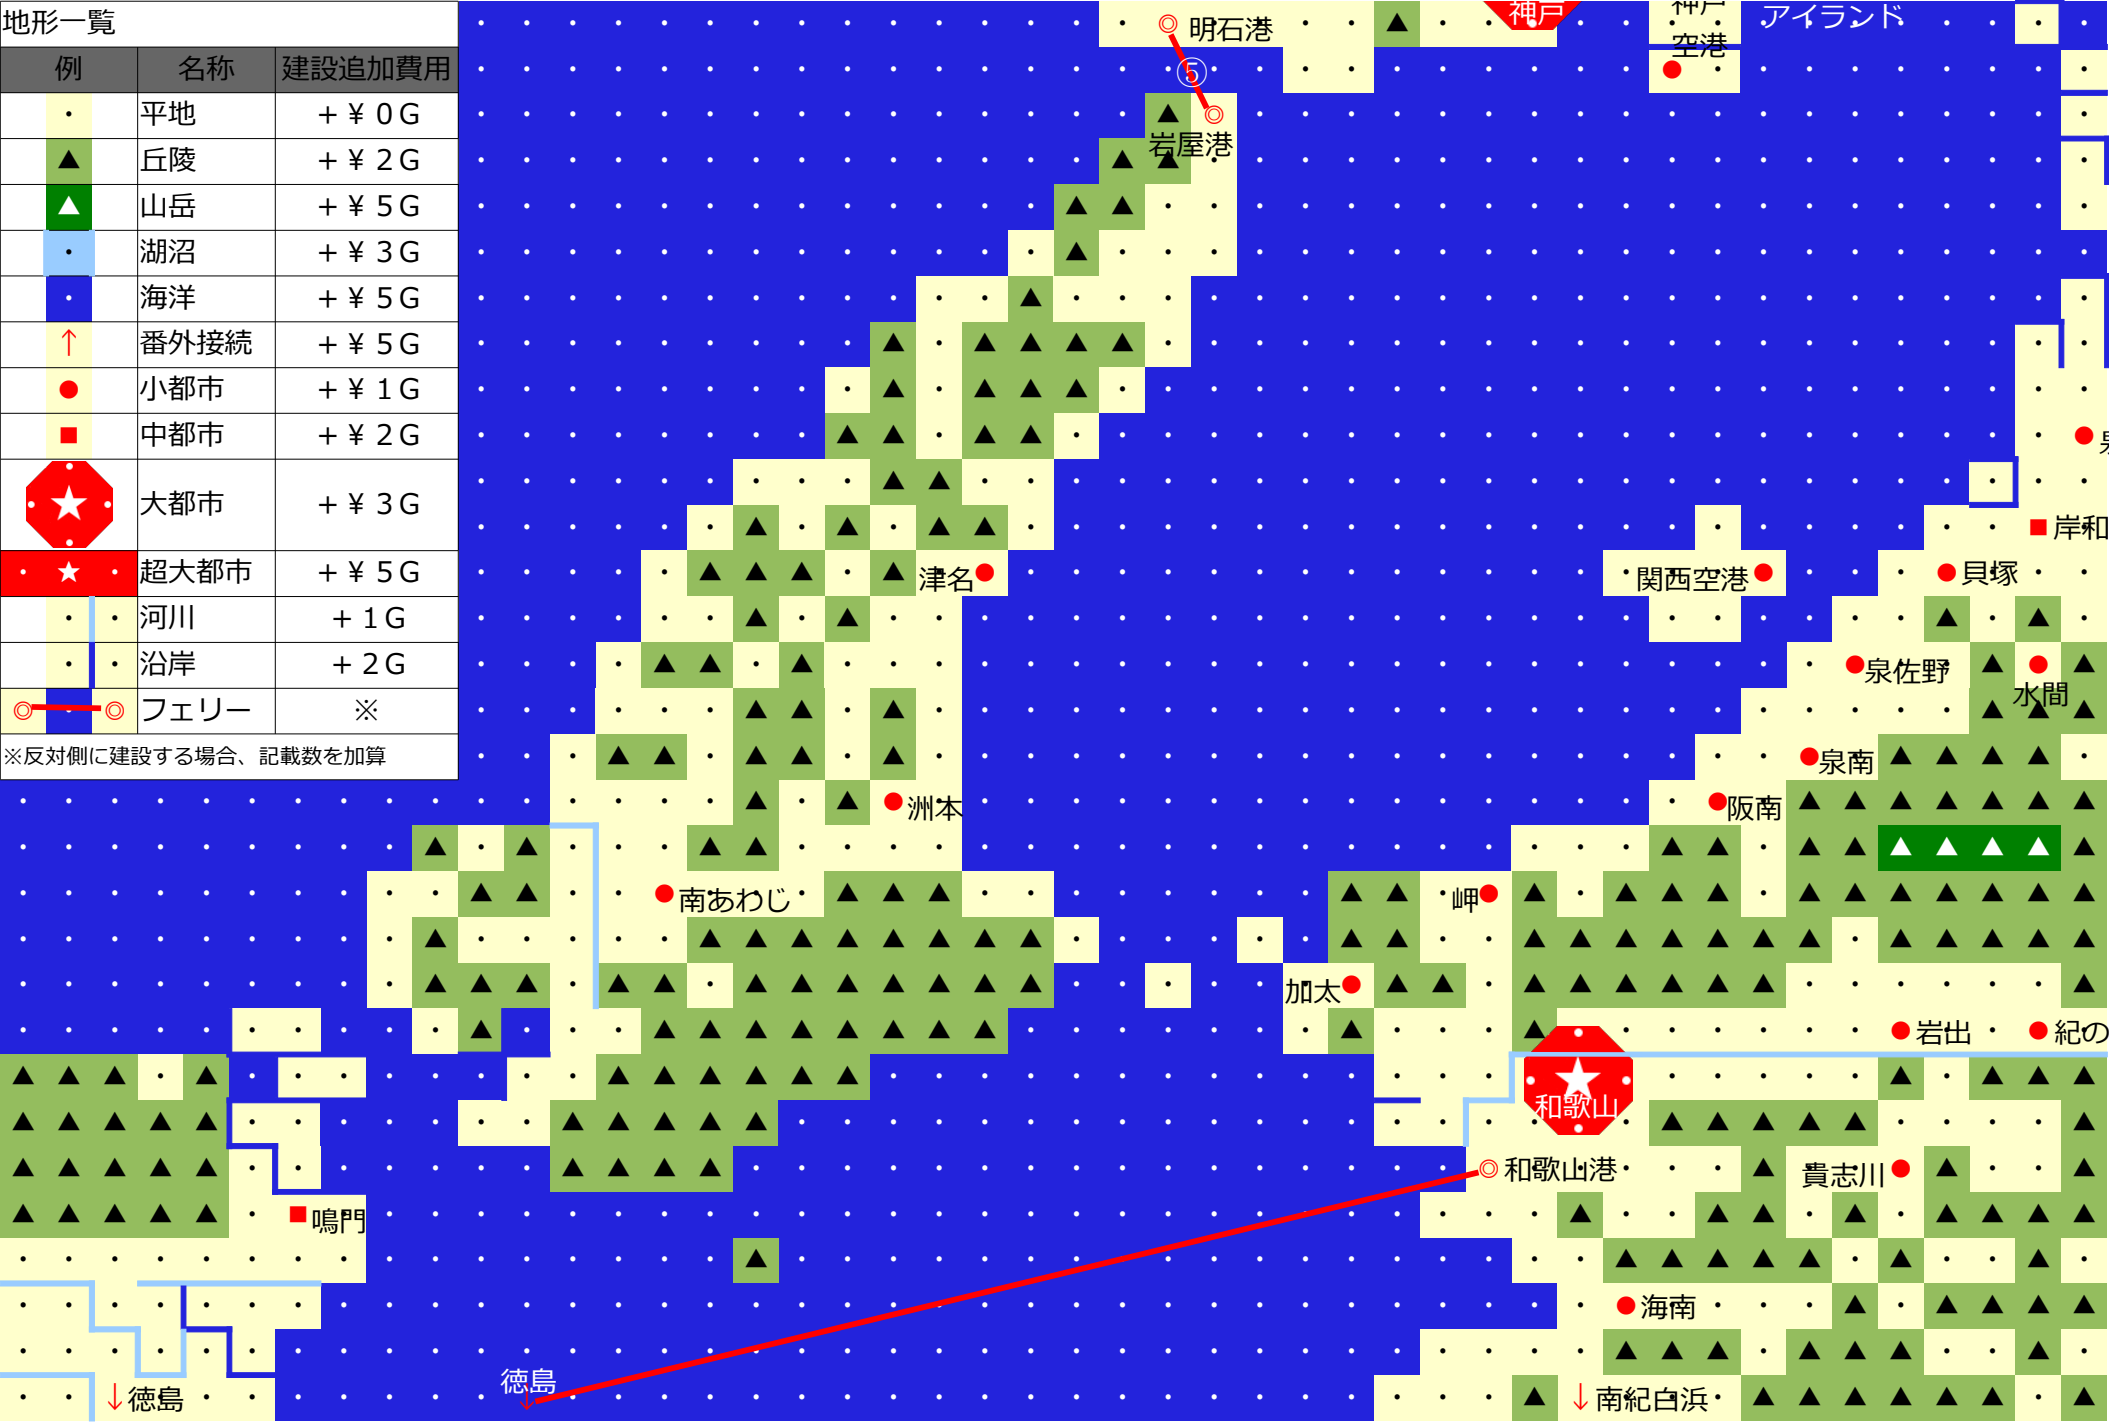 地形一覧
例 名称 建設追加費用
平地 +￥０Ｇ
丘陵 +￥２Ｇ
山岳 +￥５Ｇ
湖沼 +￥３Ｇ
海洋 +￥５Ｇ
↑ 番外接続 +￥５Ｇ
小都市 +￥１Ｇ
中都市 +￥２Ｇ
大都市 +￥３Ｇ
超大都市 +￥５Ｇ
河川 +１Ｇ
沿岸 +２Ｇ
フェリー ※
※反対側に建設する場合、記載数を加算
明石港
神戸
神戸
空港
アイランド
⑤
岩屋港
岸和
津名
関西空港
貝塚
泉佐野
水間
泉南
洲本
阪南
南あわじ
岬
加太
岩出
紀の
和歌山
和歌山港
貴志川
鳴門
海南
徳島
↓
↓徳島
↓南紀白浜